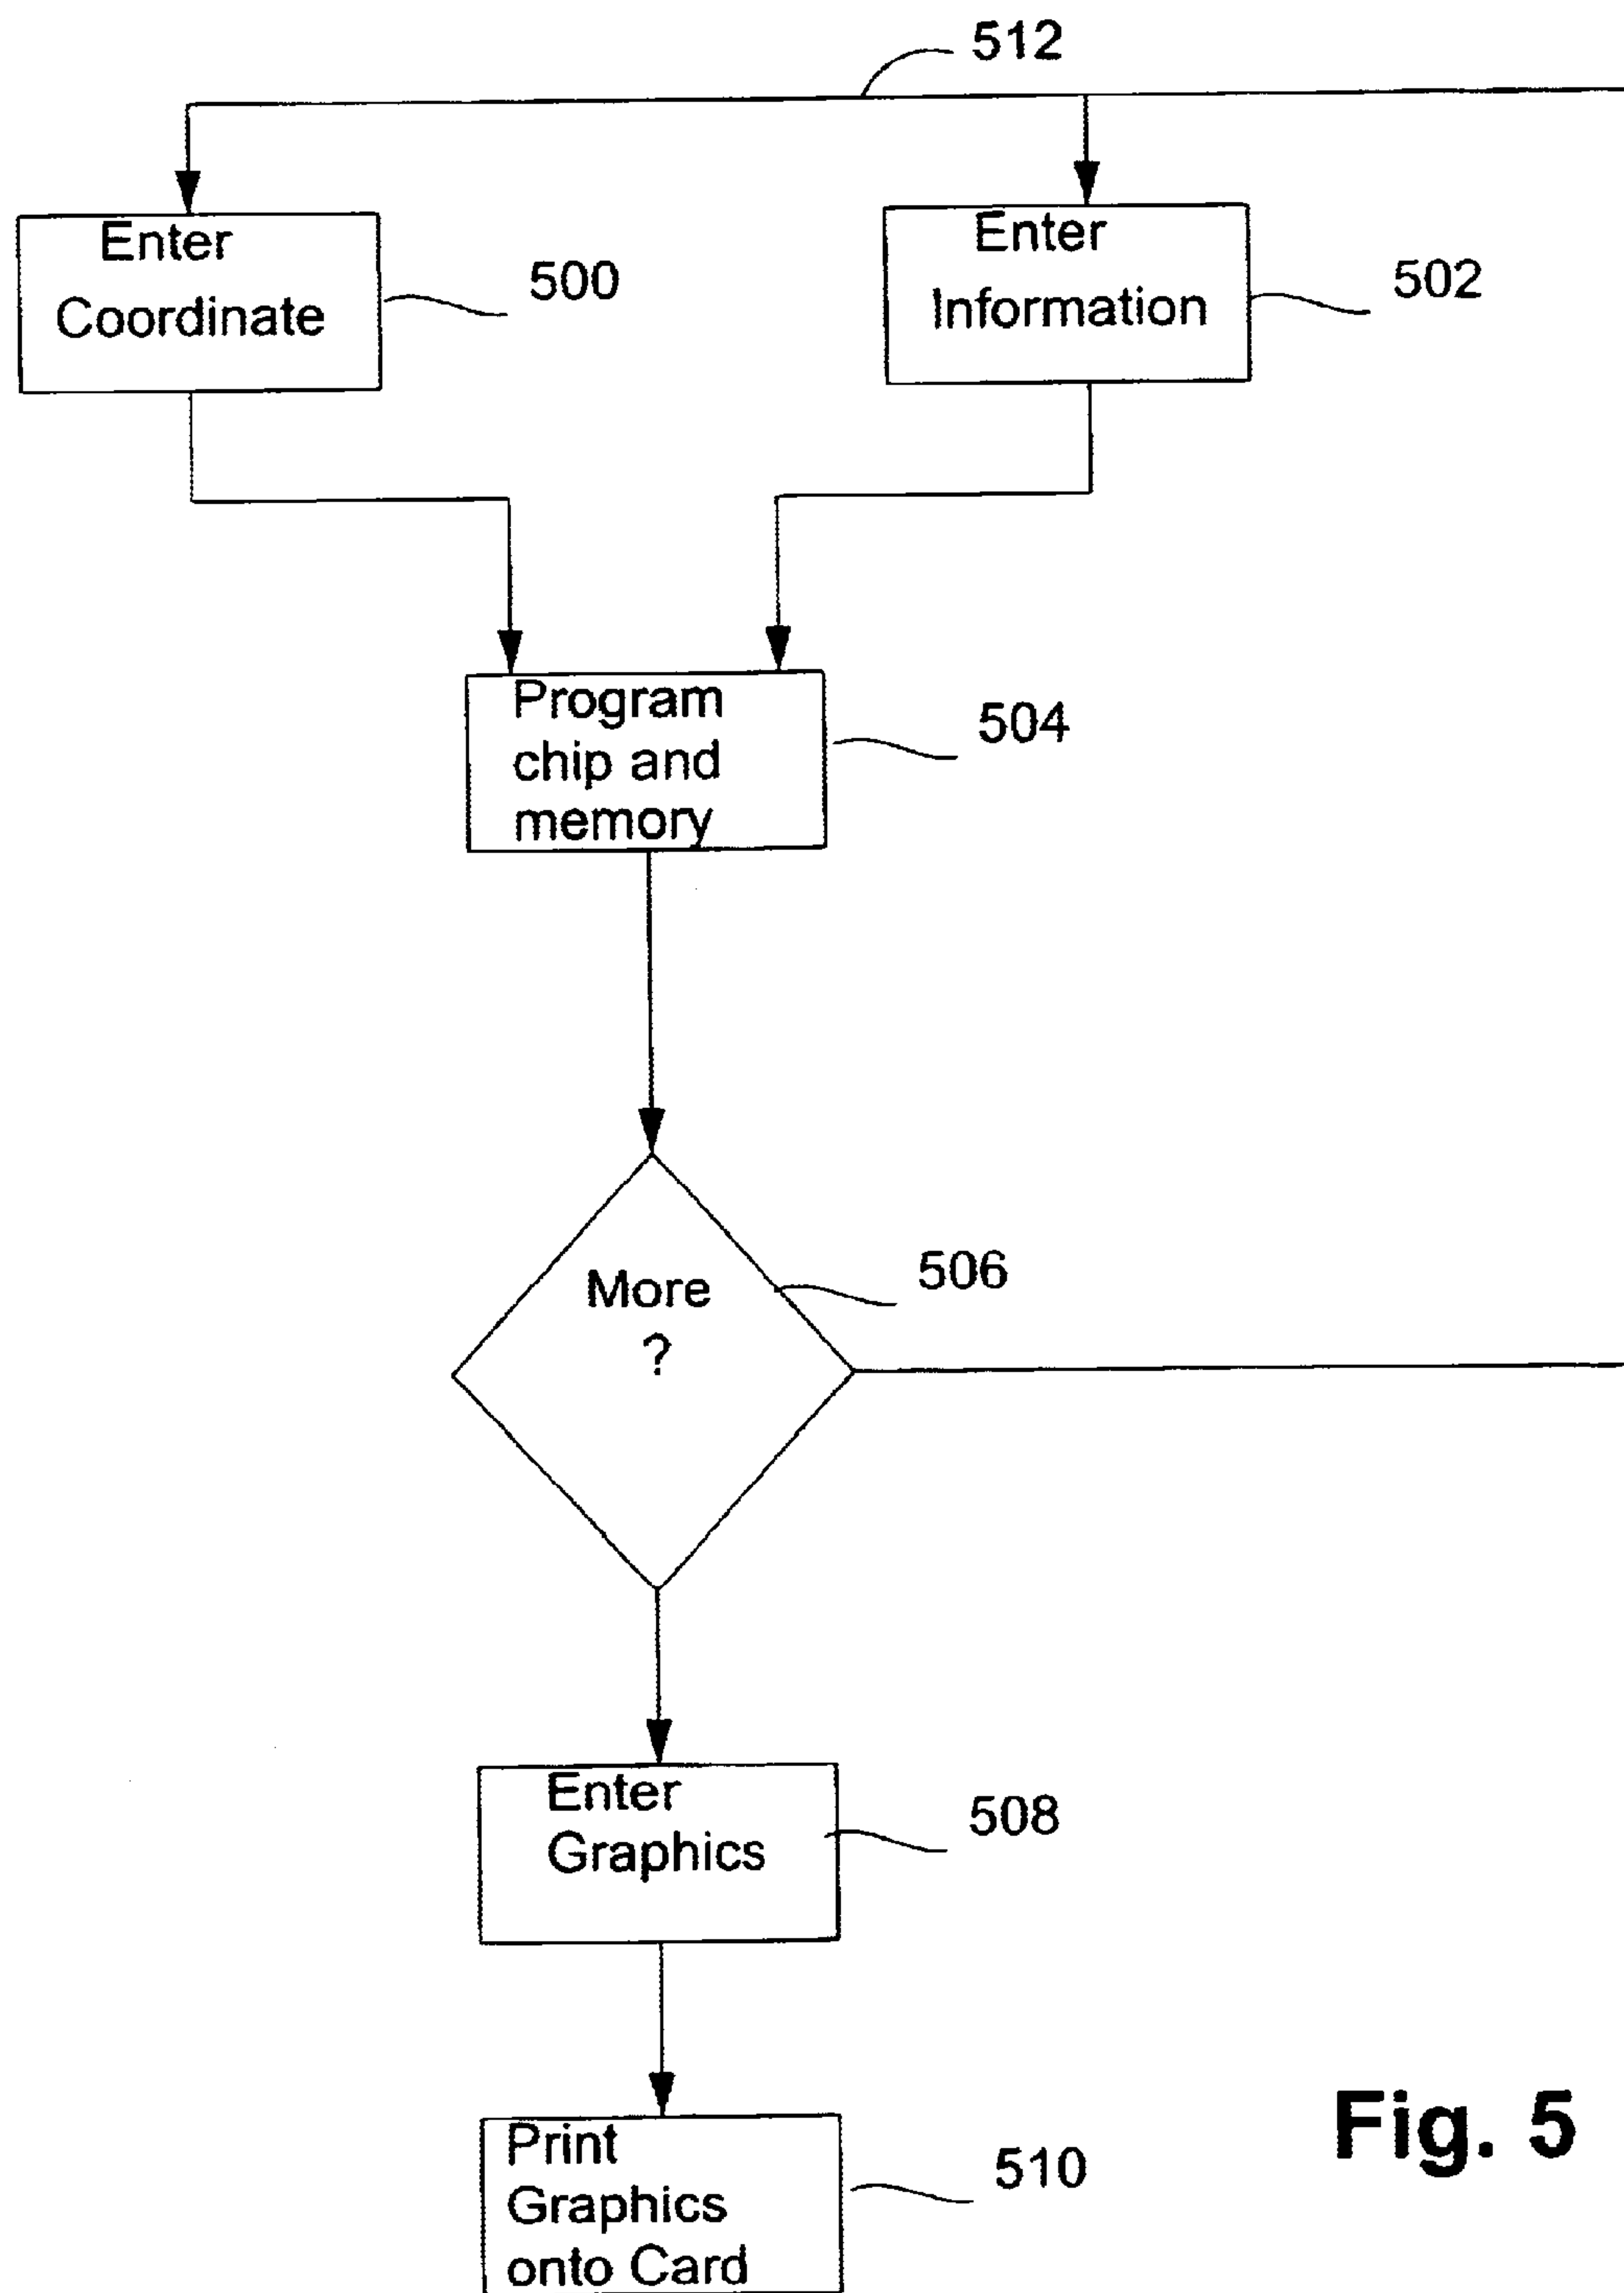 512
Enter
Coordinate
500
Enter
Information
502
Program
chip and
memory
504
More
?
506
Enter
Graphics
508
Print
Graphics
onto Card
510
Fig. 5